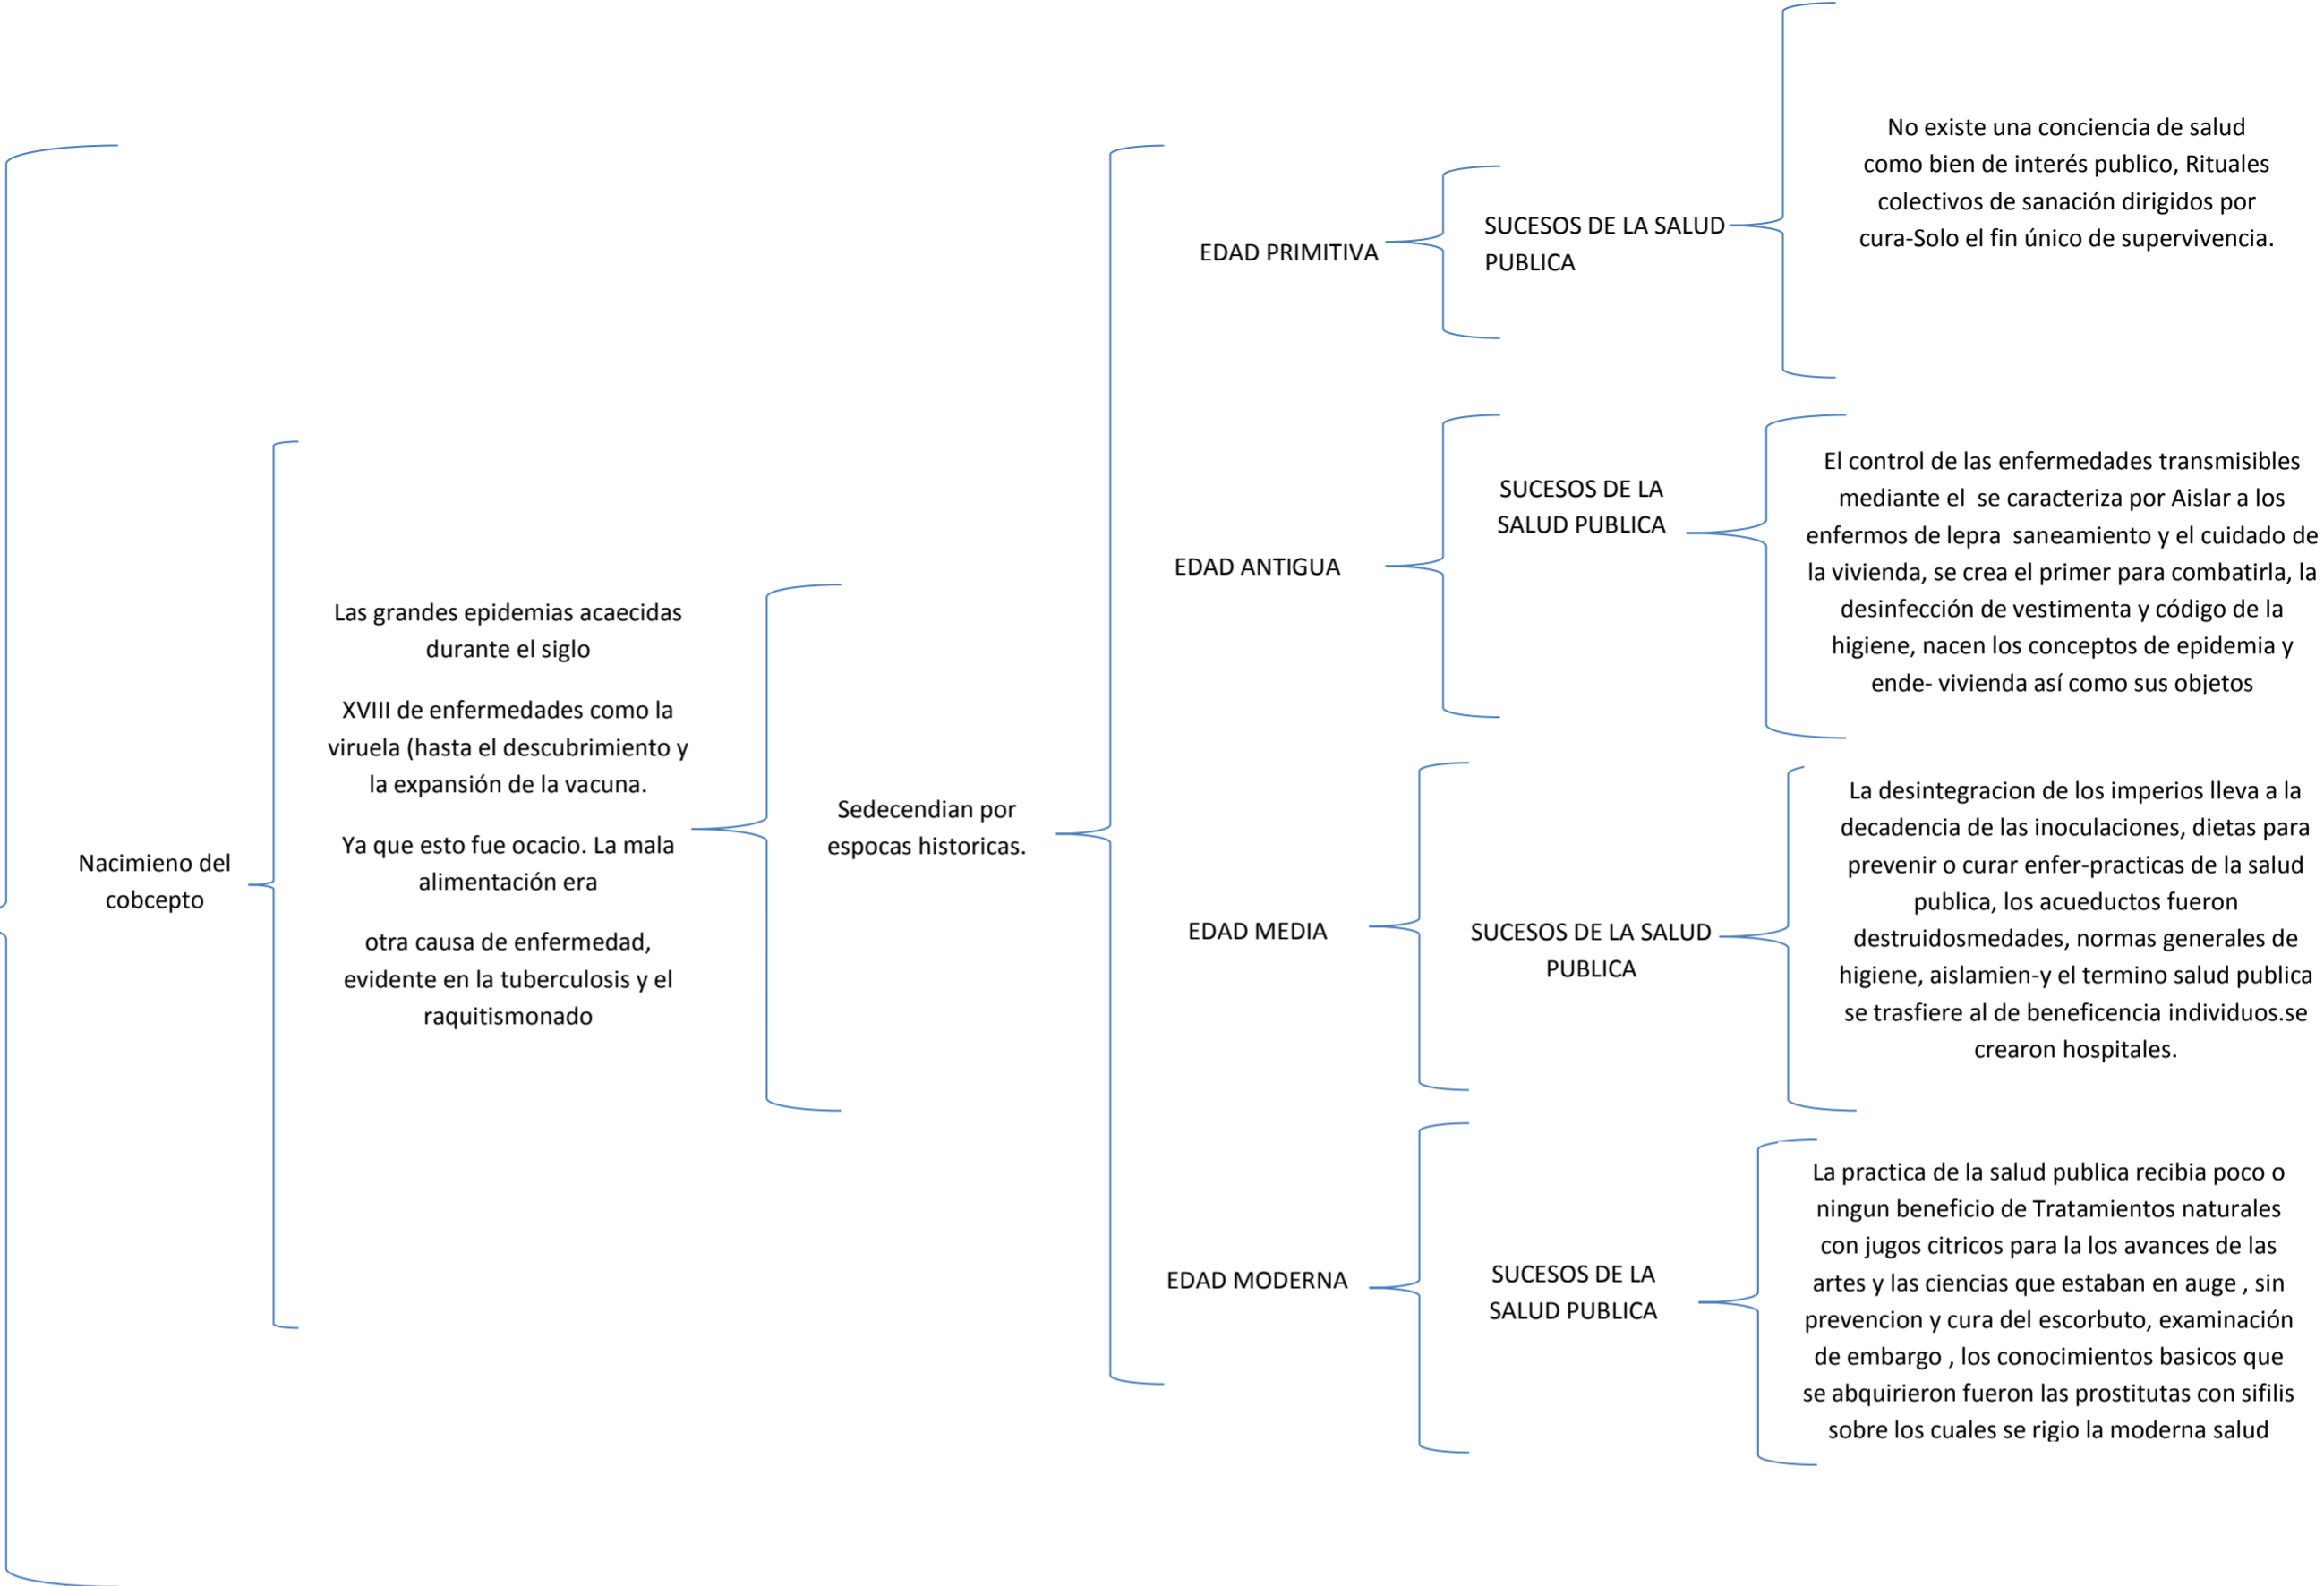 Nacimieno del
cobcepto
Las grandes epidemias acaecidas
durante el siglo
XVIII de enfermedades como la
viruela (hasta el descubrimiento y
la expansión de la vacuna.
Ya que esto fue ocacio. La mala
alimentación era
otra causa de enfermedad,
evidente en la tuberculosis y el
raquitismonado
Sedecendian por
espocas historicas.
EDAD PRIMITIVA
SUCESOS DE LA SALUD
PUBLICA
No existe una conciencia de salud
como bien de interés publico, Rituales
colectivos de sanación dirigidos por
cura-Solo el fin único de supervivencia.
EDAD ANTIGUA
SUCESOS DE LA
SALUD PUBLICA
El control de las enfermedades transmisibles
mediante el  se caracteriza por Aislar a los
enfermos de lepra  saneamiento y el cuidado de
la vivienda, se crea el primer para combatirla, la
desinfección de vestimenta y código de la
higiene, nacen los conceptos de epidemia y
ende- vivienda así como sus objetos
EDAD MEDIA
SUCESOS DE LA SALUD
PUBLICA
La desintegracion de los imperios lleva a la
decadencia de las inoculaciones, dietas para
prevenir o curar enfer-practicas de la salud
publica, los acueductos fueron
destruidosmedades, normas generales de
higiene, aislamien-y el termino salud publica
se trasfiere al de beneficencia individuos.se
crearon hospitales.
EDAD MODERNA
SUCESOS DE LA
SALUD PUBLICA
La practica de la salud publica recibia poco o
ningun beneficio de Tratamientos naturales
con jugos citricos para la los avances de las
artes y las ciencias que estaban en auge , sin
prevencion y cura del escorbuto, examinación
de embargo , los conocimientos basicos que
se abquirieron fueron las prostitutas con sifilis
sobre los cuales se rigio la moderna salud